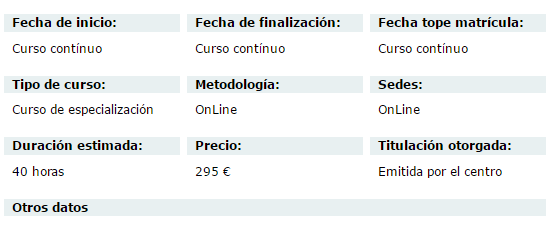 Fecha de inicio: Fecha de finalización: Fecha tope matrícula:
Curso contínuo Curso contínuo Curso contínuo
Tipo de curso: Metodología: Sedes:
Curso de especialización OnLine OnLine
Duración estimada: Precio: Titulación otorgada:
40 horas 295 € Emitida por el centro
Otros datos